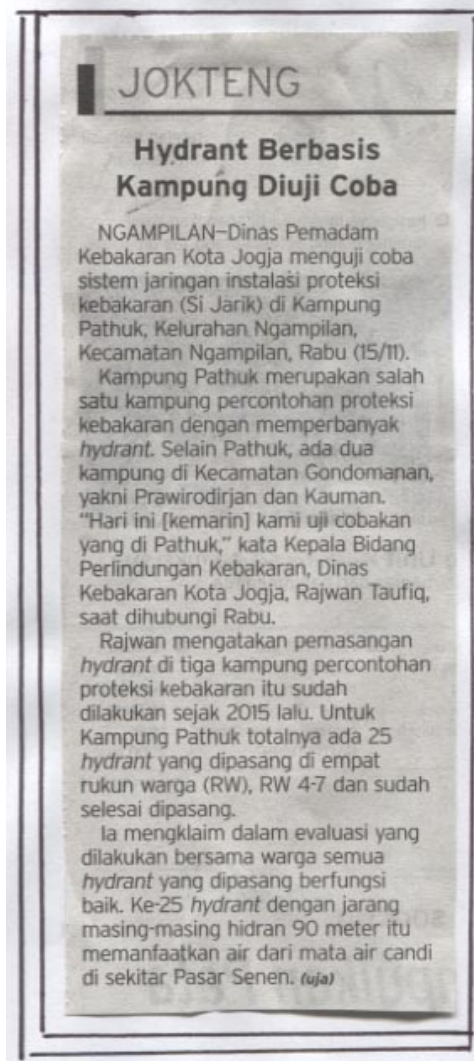 JOKTENG
Hydrant Berbasis
Kampung Diuji Coba
NGAMPILAN—Dinas Pemadam
Kebakaran Kota Jogja menguji coba
sistem jaringan instalasi proteksi
kebakaran (Si Jarik) di Kampung
Pathuk, Kelurahan Ngampilan,
Kecamatan Ngampilan, Rabu (15/11).
Kampung Pathuk merupakan salah
satu kampung percontohan proteksi
kebakaran dengan memperbanyak
hydrant. Selain Pathuk, ada dua
kampung di Kecamatan Gondomanan,
yakni Prawirodirjan dan Kauman.
"Hari ini [kemarin] kami uji cobakan
yang di Pathuk," kata Kepala Bidang
Perlindungan Kebakaran, Dinas
Kebakaran Kota Jogja, Rajwan Taufiq,
saat dihubungi Rabu.
Rajwan mengatakan pemasangan
hydrant di tiga kampung percontohan
proteksi kebakaran itu sudah
dilakukan sejak 2015 lalu. Untuk
Kampung Pathuk totalnya ada 25
hydrant yang dipasang di empat
rukun warga (RW), RW 4-7 dan sudah
selesai dipasang.
Ia mengklaim dalam evaluasi yang
dilakukan bersama warga semua
hydrant yang dipasang berfungsi
baik. Ke-25 hydrant dengan jarang
masing-masing hidran 90 meter itu
memanfaatkan air dari mata air candi
di sekitar Pasar Senen. (uja)